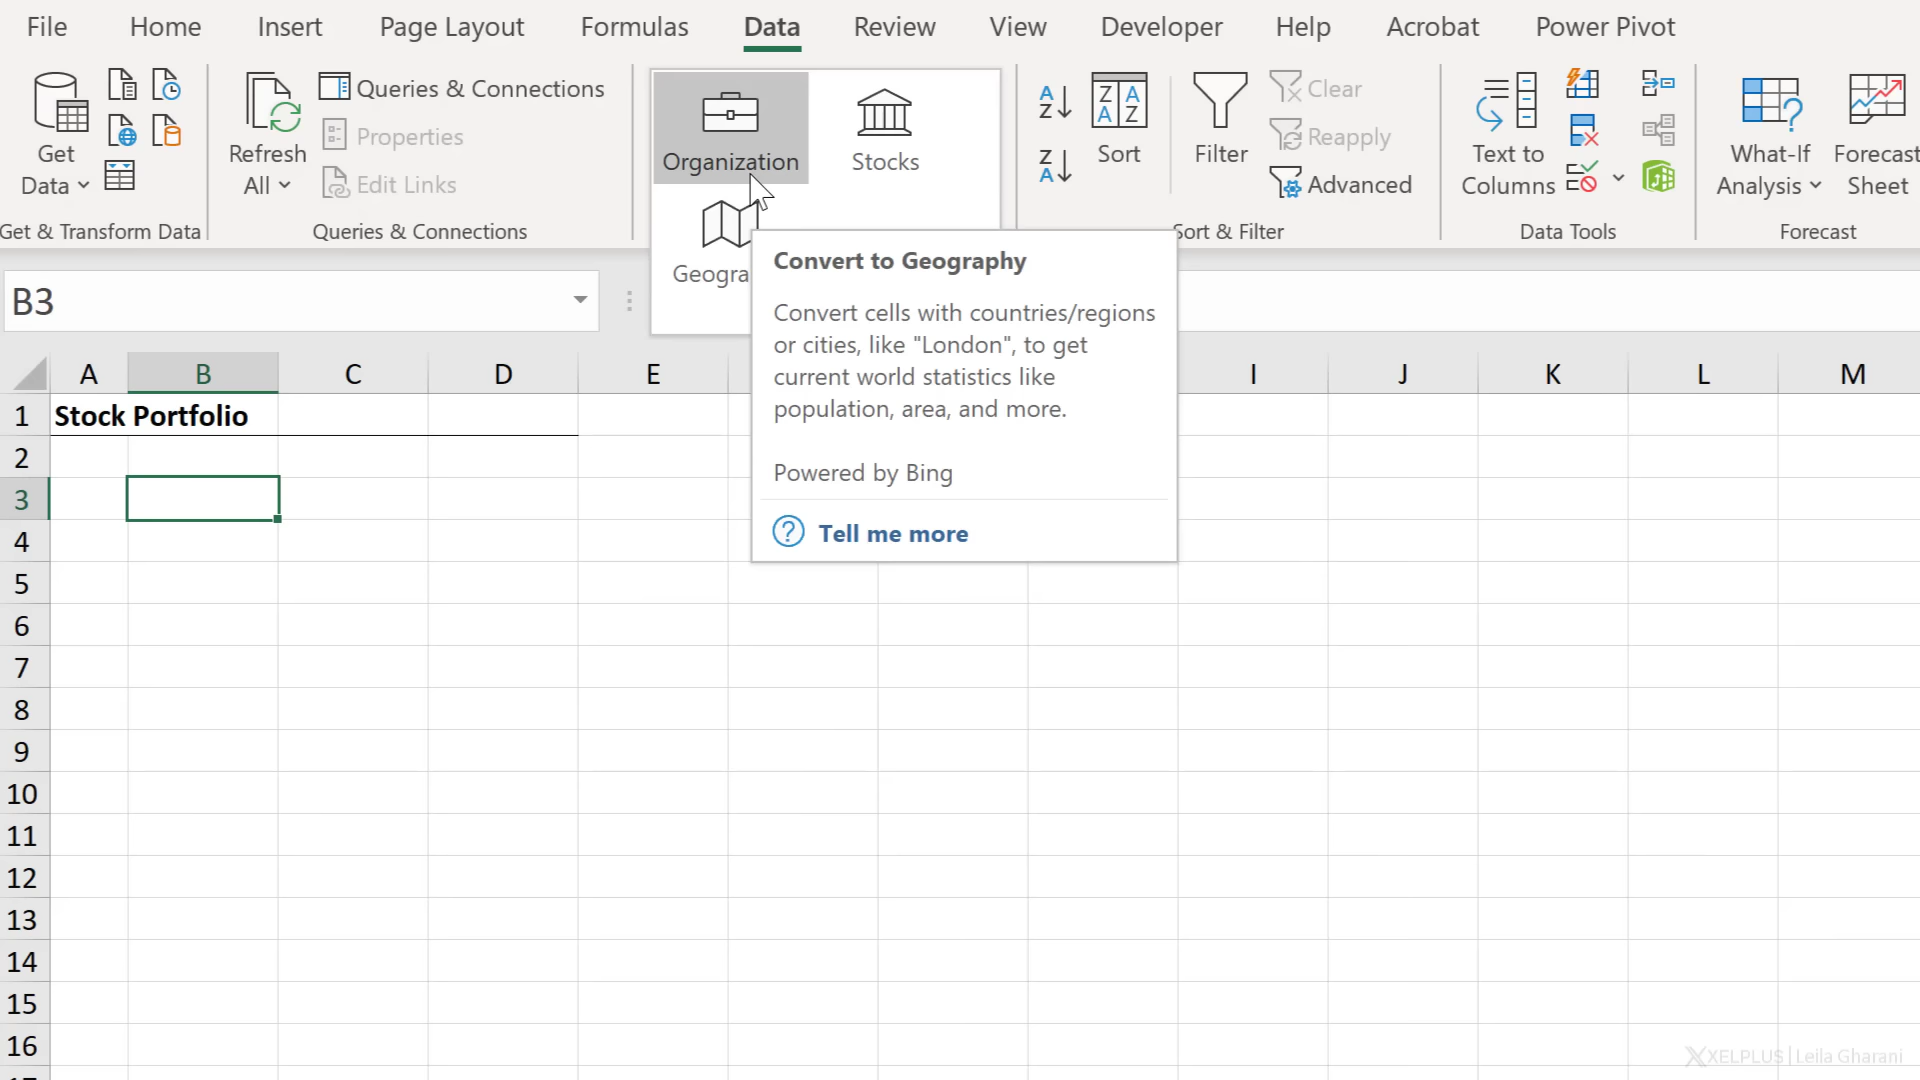 File Home Insert Page Layout Formulas Data Review View Developer Help Acrobat Power Pivot
Get
Data
Get & Transform Data
Refresh
All
Queries & Connections
Properties
Edit Links
Queries & Connections
Organization
Stocks
Geogra
Convert to Geography
Convert cells with countries/regions
or cities, like "London", to get
current world statistics like
population, area, and more.
Powered by Bing
Tell me more
Sort
Filter
Clear
Reapply
Advanced
Sort & Filter
Text to
Columns
Data Tools
What-If
Analysis
Forecast
Sheet
Forecast
B3
A B C D E I J K L M
1 Stock Portfolio
2
3
4
5
6
7
8
9
10
11
12
13
14
15
16
XELPLUS | Leila Gharani